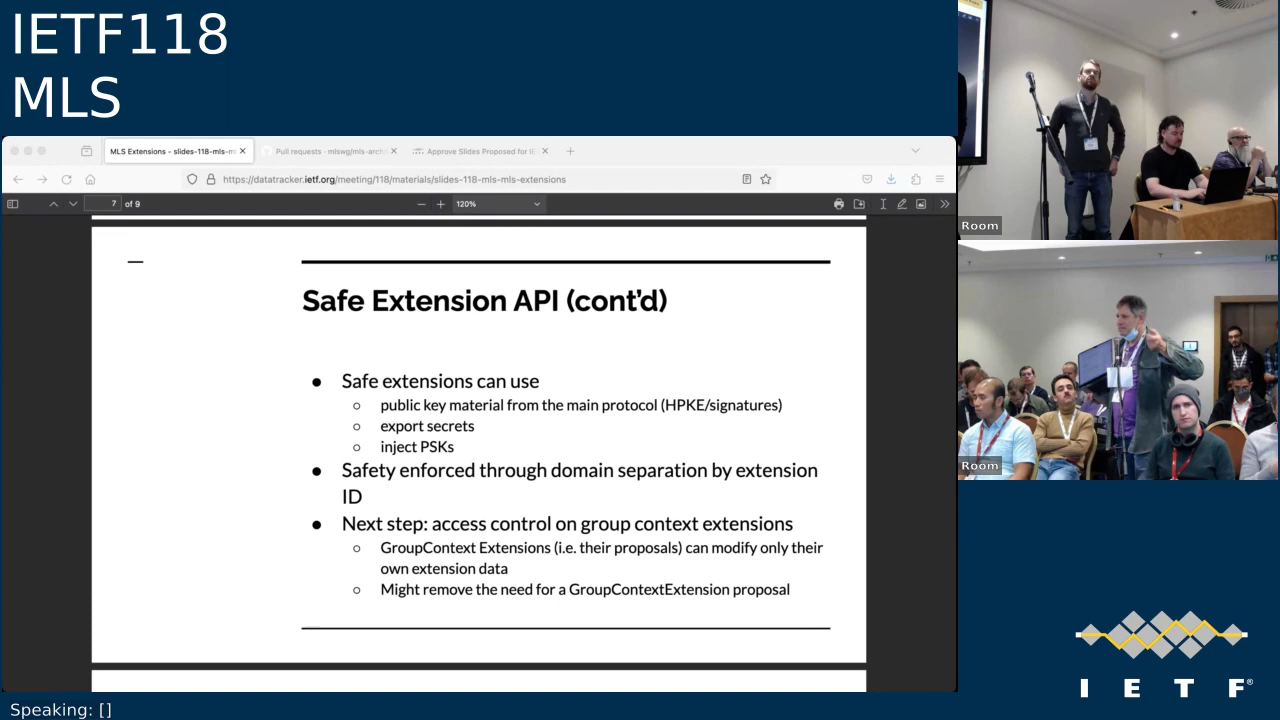 IETF118
MLS
MLS Extensions – slides-118-mls-m
Pull requests · mlswg/mls-archi
Approve Slides Proposed for IE
https://datatracker.ietf.org/meeting/118/materials/slides-118-mls-mls-extensions
7 of 9
120%
Safe Extension API (cont'd)
● Safe extensions can use
○ public key material from the main protocol (HPKE/signatures)
○ export secrets
○ inject PSKs
● Safety enforced through domain separation by extension
ID
● Next step: access control on group context extensions
○ GroupContext Extensions (i.e. their proposals) can modify only their
own extension data
○ Might remove the need for a GroupContextExtension proposal
Room
Room
I E T F®
Speaking: []